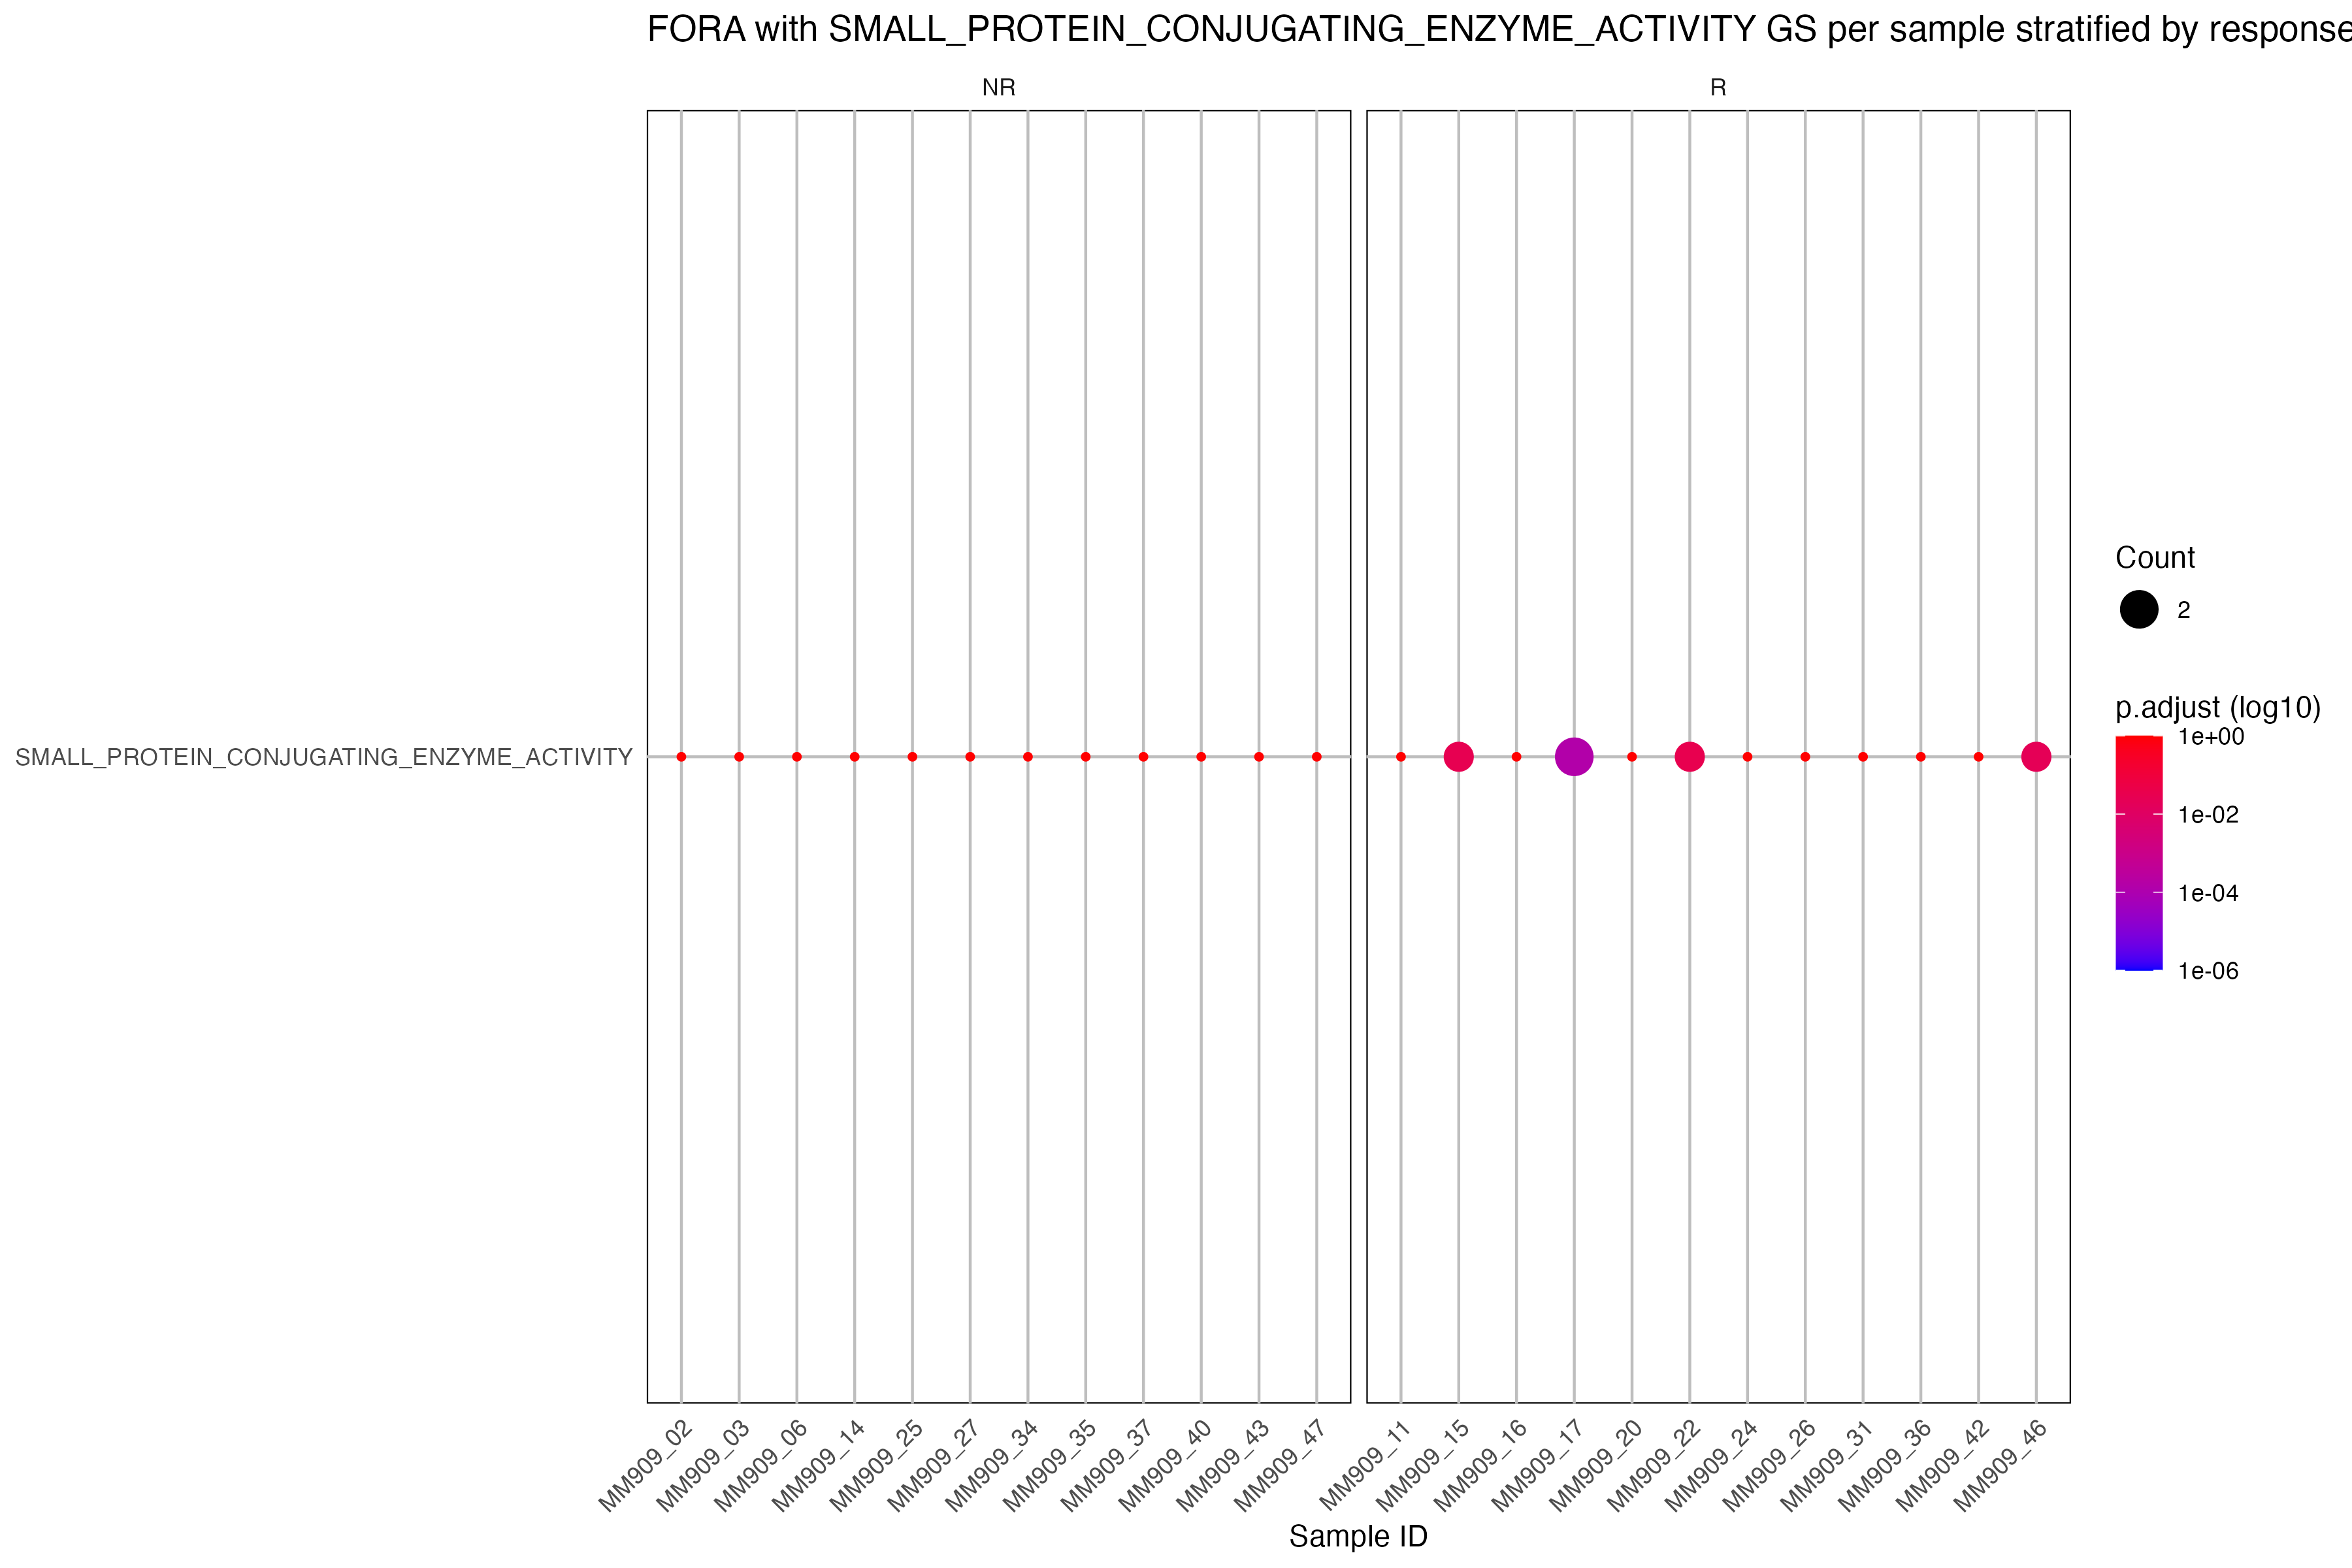 FORA with SMALL_PROTEIN_CONJUGATING_ENZYME_ACTIVITY GS per sample stratified by response
NR
R
SMALL_PROTEIN_CONJUGATING_ENZYME_ACTIVITY
MM909_02
MM909_03
MM909_06
MM909_14
MM909_25
MM909_27
MM909_34
MM909_35
MM909_37
MM909_40
MM909_43
MM909_47
MM909_11
MM909_15
MM909_16
MM909_17
MM909_20
MM909_22
MM909_24
MM909_26
MM909_31
MM909_36
MM909_42
MM909_46
Sample ID
Count
2
p.adjust (log10)
1e+00
1e-02
1e-04
1e-06